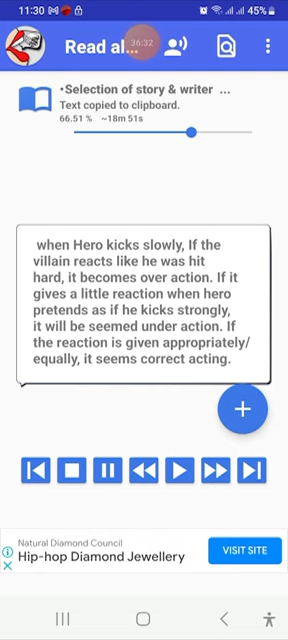 11:30 45%
Read al... 36:32
•Selection of story & writer ...
Text copied to clipboard.
66.51 % ~18m 51s
when Hero kicks slowly, If the
villain reacts like he was hit
hard, it becomes over action. If it
gives a little reaction when hero
pretends as if he kicks strongly,
it will be seemed under action. If
the reaction is given appropriately/
equally, it seems correct acting.
Natural Diamond Council
Hip-hop Diamond Jewellery
VISIT SITE